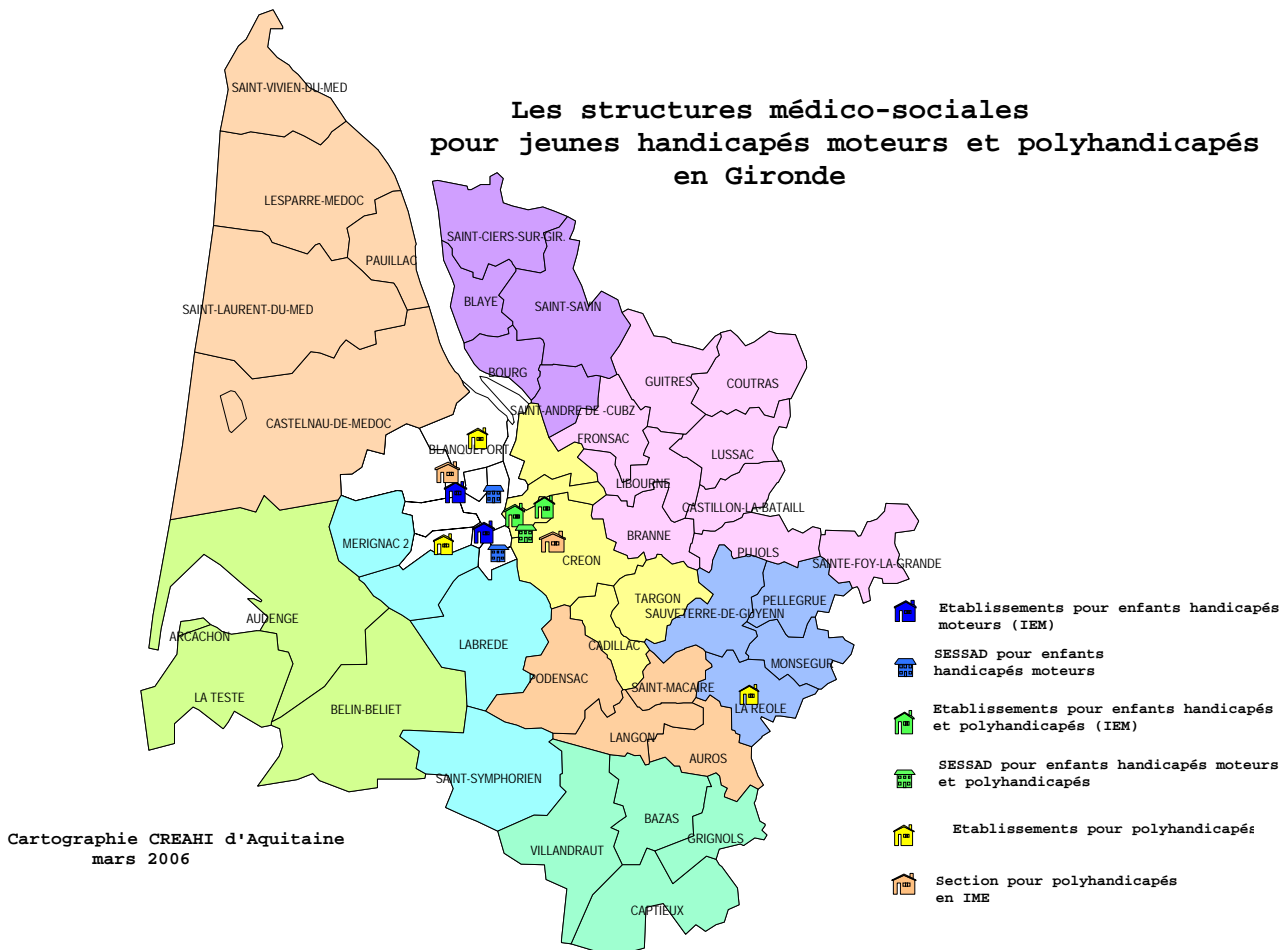 Les structures médico-sociales
pour jeunes handicapés moteurs et polyhandicapés
en Gironde
SAINT-VIVIEN-DU-MED
LESPARRE-MEDOC
PAUILLAC
SAINT-LAURENT-DU-MED
CASTELNAU-DE-MEDOC
SAINT-CIERS-SUR-GIR.
BLAYE
SAINT-SAVIN
BOURG
SAINT-ANDRE DE -CUBZ
GUITRES
COUTRAS
FRONSAC
LUSSAC
LIBOURNE
CASTILLON-LA-BATAILL
BRANNE
PUJOLS
SAINTE-FOY-LA-GRANDE
BLANQUEFORT
MERIGNAC 2
CREON
TARGON
SAUVETERRE-DE-GUYENN
PELLEGRUE
MONSEGUR
LA REOLE
AUDENGE
ARCACHON
LA TESTE
BELIN-BELIET
LABREDE
CADILLAC
PODENSAC
SAINT-MACAIRE
LANGON
AUROS
SAINT-SYMPHORIEN
BAZAS
GRIGNOLS
VILLANDRAUT
CAPTIEUX
Etablissements pour enfants handicapés
moteurs (IEM)
SESSAD pour enfants
handicapés moteurs
Etablissements pour enfants handicapés
et polyhandicapés (IEM)
SESSAD pour enfants handicapés moteurs
et polyhandicapés
Etablissements pour polyhandicapés
Section pour polyhandicapés
en IME
Cartographie CREAHI d'Aquitaine
mars 2006